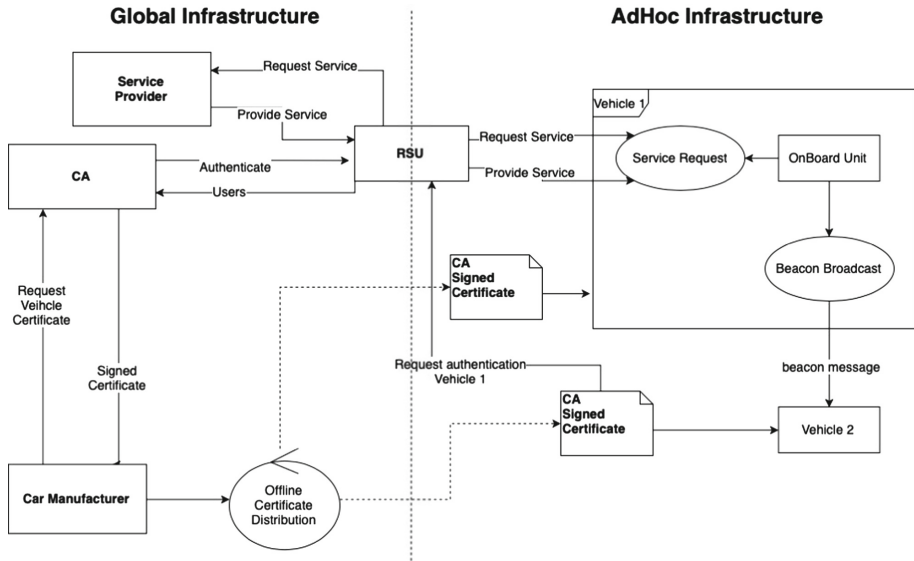 Global Infrastructure
AdHoc Infrastructure
Service
Provider
Request Service
Provide Service
CA
Authenticate
Users
RSU
Request Service
Provide Service
Vehicle 1
Service Request
OnBoard Unit
Beacon Broadcast
CA
Signed
Certificate
Request
Veihcle
Certificate
Signed
Certificate
Request authentication
Vehicle 1
beacon message
CA
Signed
Certificate
Vehicle 2
Car Manufacturer
Offline
Certificate
Distribution